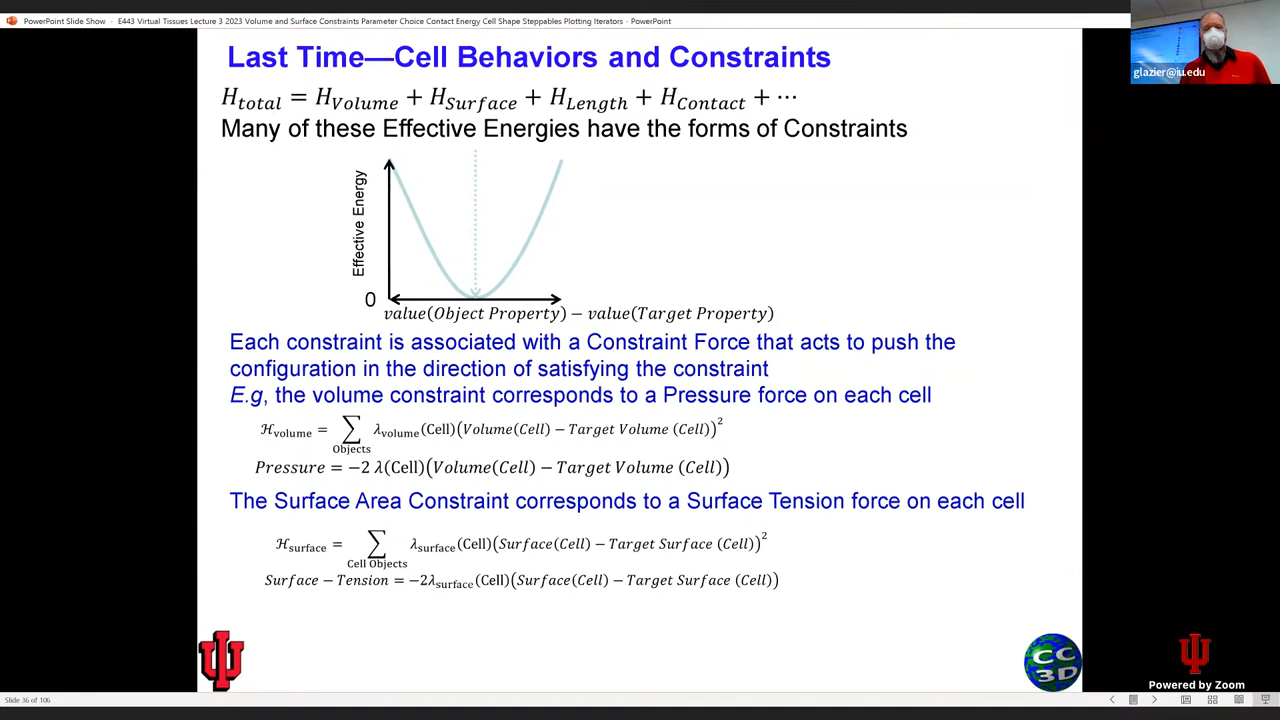 PowerPoint Slide Show - E443 Virtual Tissues Lecture 3 2023 Volume and Surface Constraints Parameter Choice Contact Energy Cell Shape Steppables Plotting Iterators - PowerPoint
glazier@iu.edu
Last Time—Cell Behaviors and Constraints
H_total = H_Volume + H_Surface + H_Length + H_Contact + ⋯
Many of these Effective Energies have the forms of Constraints
Effective Energy
0
value(Object Property) − value(Target Property)
Each constraint is associated with a Constraint Force that acts to push the
configuration in the direction of satisfying the constraint
E.g, the volume constraint corresponds to a Pressure force on each cell
ℋ_volume = ∑_Objects λ_volume(Cell)(Volume(Cell) − Target Volume (Cell))^2
Pressure = −2 λ(Cell)(Volume(Cell) − Target Volume (Cell))
The Surface Area Constraint corresponds to a Surface Tension force on each cell
ℋ_surface = ∑_Cell Objects λ_surface(Cell)(Surface(Cell) − Target Surface (Cell))^2
Surface − Tension = −2λ_surface(Cell)(Surface(Cell) − Target Surface (Cell))
CC
3D
Powered by Zoom
Slide 36 of 106